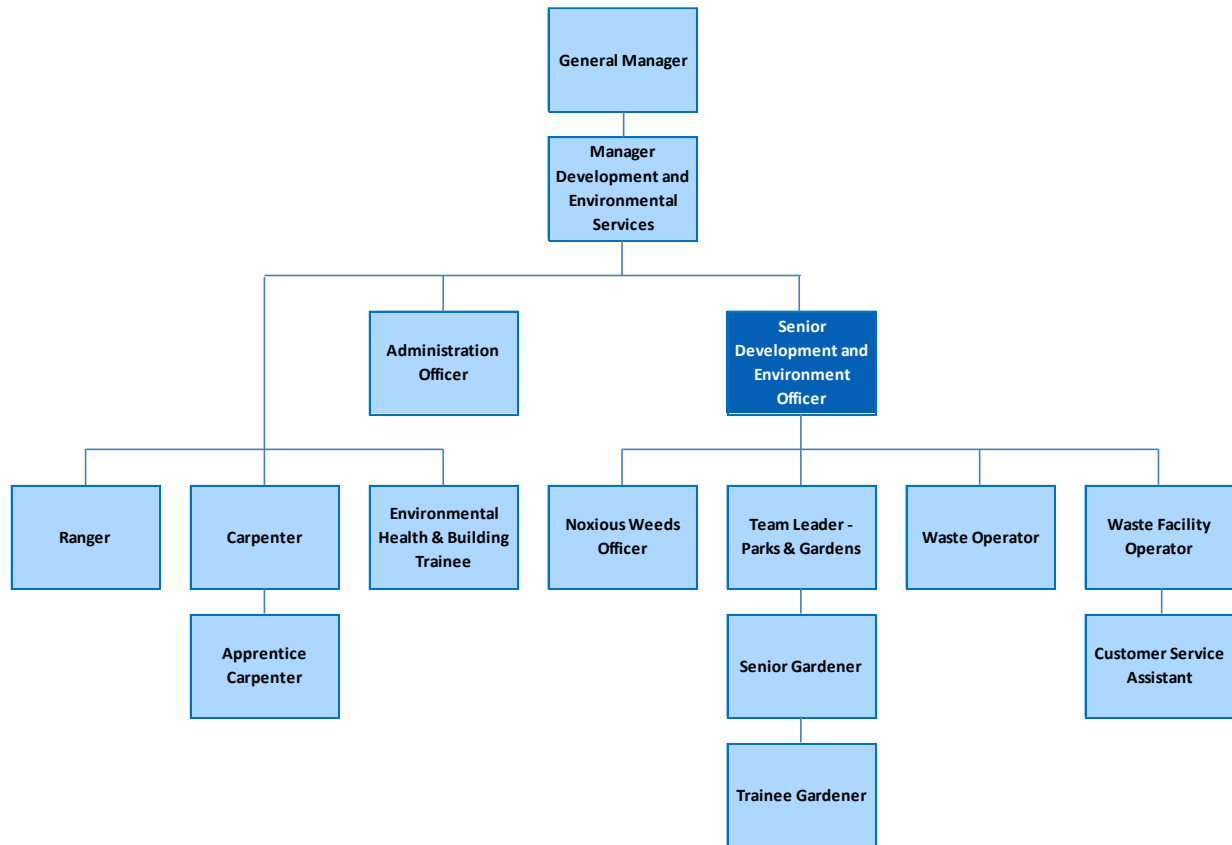 General Manager
Manager
Development and
Environmental
Services
Administration
Officer
Senior
Development and
Environment
Officer
Ranger
Carpenter
Environmental
Health & Building
Trainee
Noxious Weeds
Officer
Team Leader -
Parks & Gardens
Waste Operator
Waste Facility
Operator
Apprentice
Carpenter
Senior Gardener
Customer Service
Assistant
Trainee Gardener